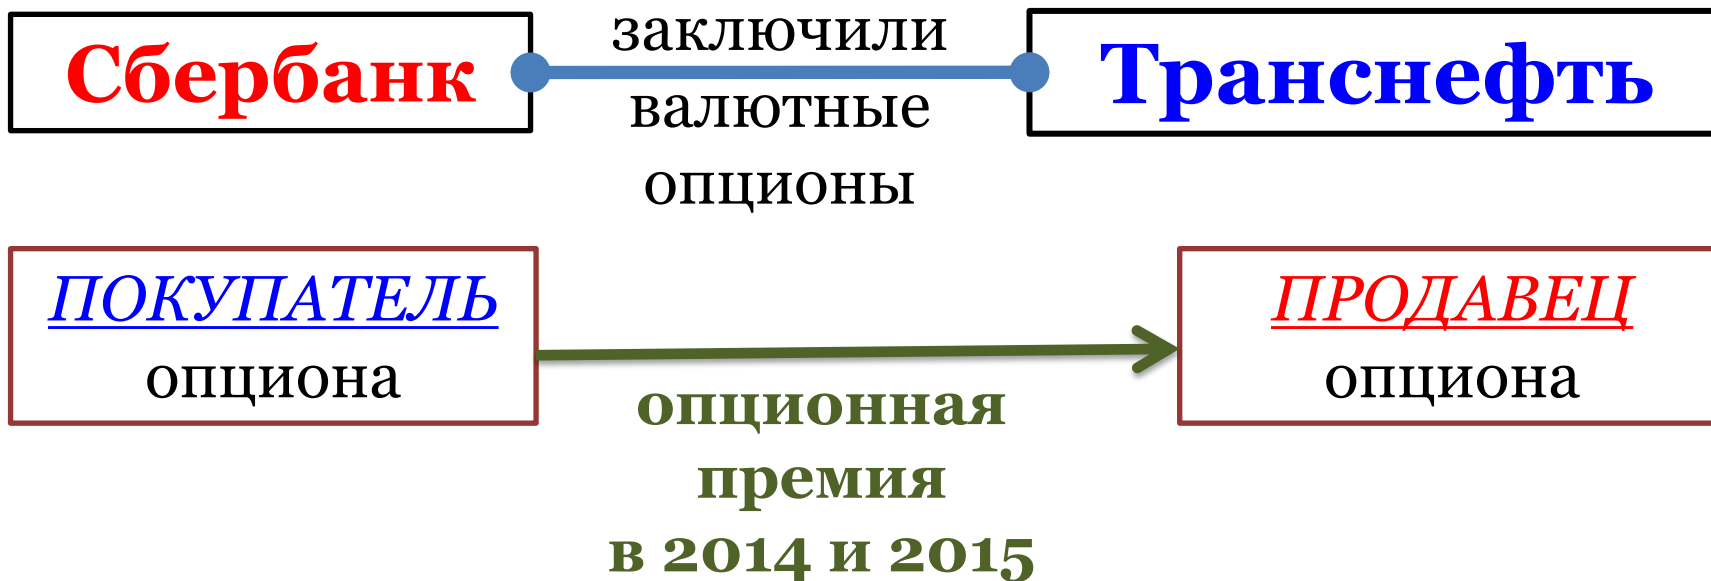 Сбербанк
заключили
валютные
опционы
Транснефть
ПОКУПАТЕЛЬ
опциона
опционная
премия
в 2014 и 2015
ПРОДАВЕЦ
опциона